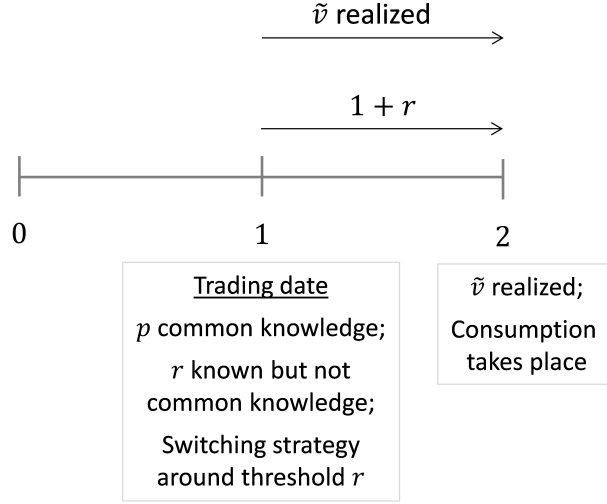 ṽ realized
1 + r
0
1
2
Trading date
p common knowledge;
r known but not
common knowledge;
Switching strategy
around threshold r
ṽ realized;
Consumption
takes place